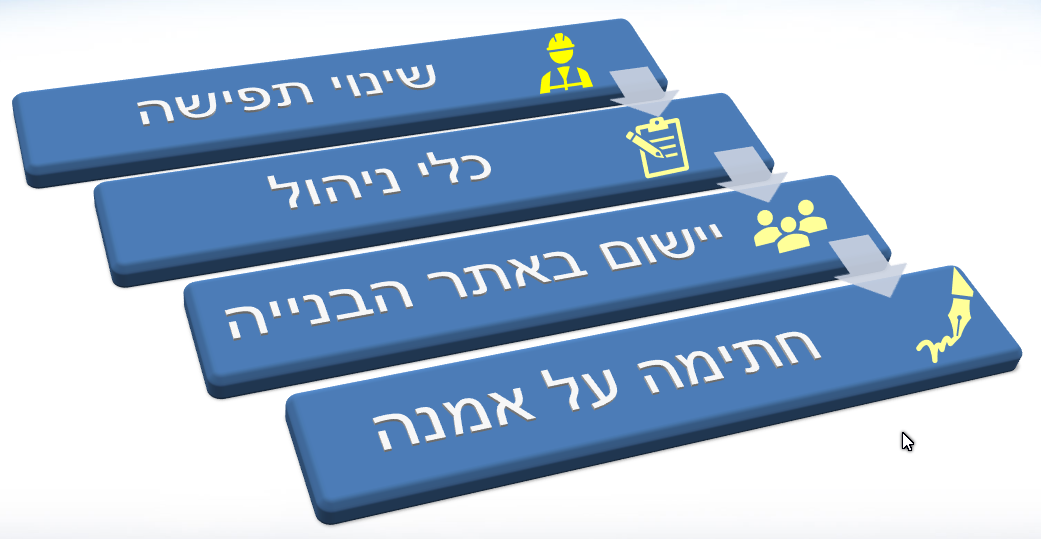 שינוי תפישה
כלי ניהול
יישום באתר הבנייה
חתימה על אמנה